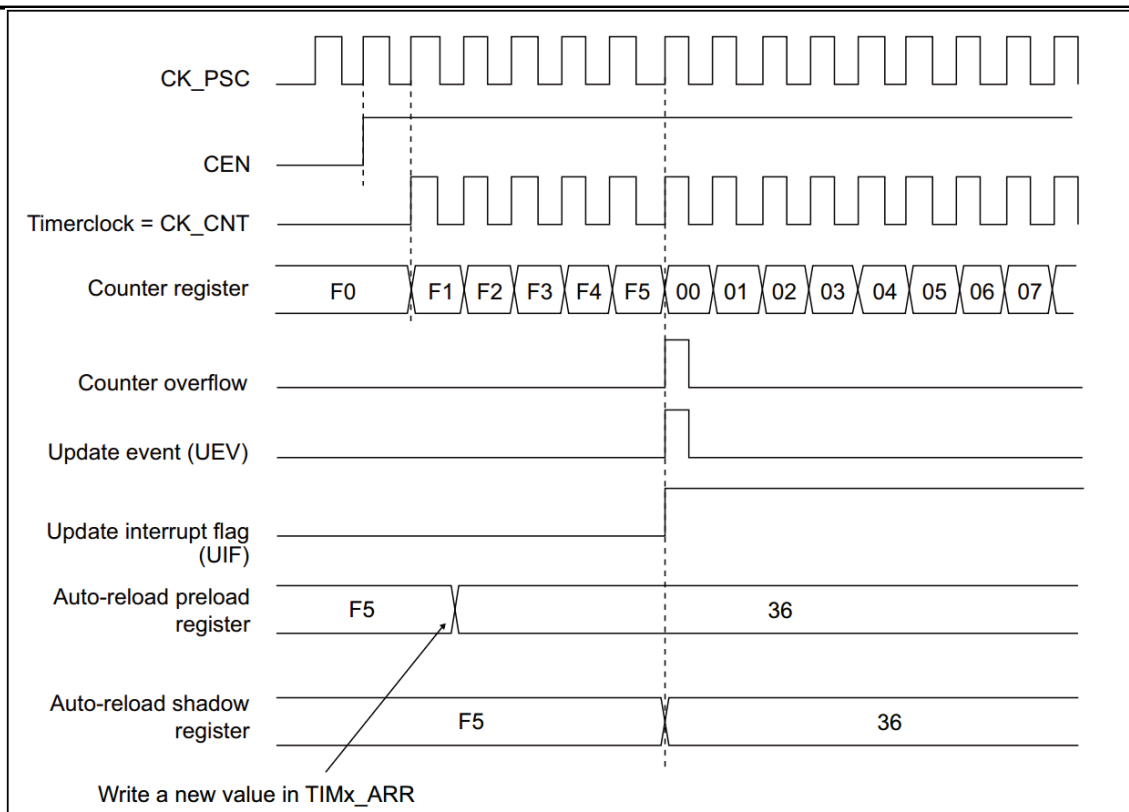 CK_PSC
CEN
Timerclock = CK_CNT
Counter register
F0 F1 F2 F3 F4 F5 00 01 02 03 04 05 06 07
Counter overflow
Update event (UEV)
Update interrupt flag
(UIF)
Auto-reload preload
register
F5 36
Auto-reload shadow
register
F5 36
Write a new value in TIMx_ARR